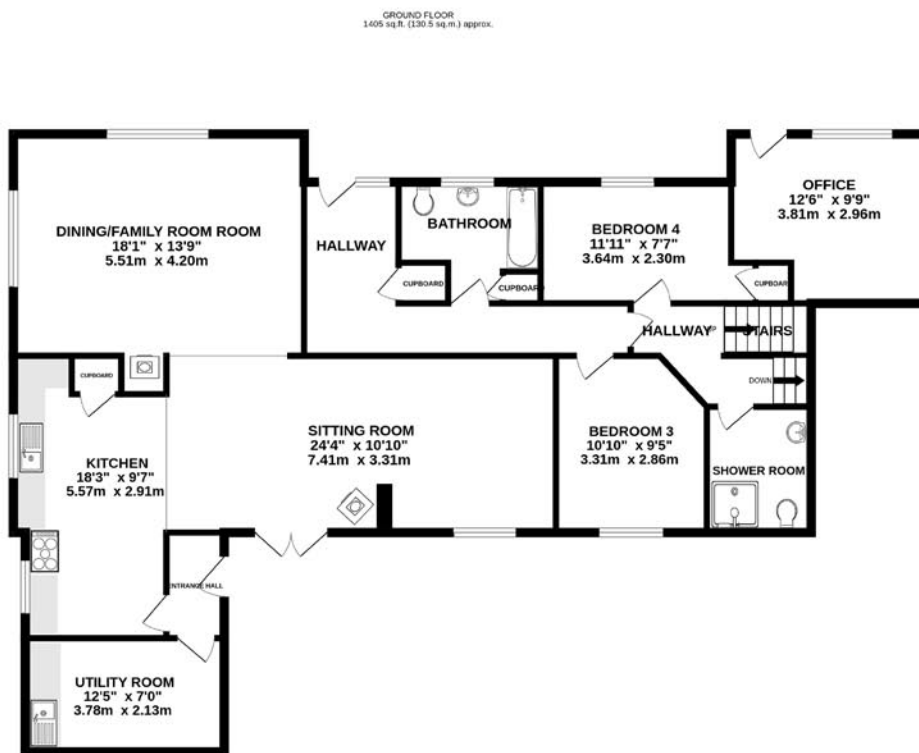 GROUND FLOOR
1405 sq.ft. (130.5 sq.m.) approx.
DINING/FAMILY ROOM ROOM
18'1" x 13'9"
5.51m x 4.20m
HALLWAY
CUPBOARD
BATHROOM
CUPBOARD
BEDROOM 4
11'11" x 7'7"
3.64m x 2.30m
CUPBOARD
OFFICE
12'6" x 9'9"
3.81m x 2.96m
HALLWAY
UP
STAIRS
DOWN
CUPBOARD
KITCHEN
18'3" x 9'7"
5.57m x 2.91m
SITTING ROOM
24'4" x 10'10"
7.41m x 3.31m
BEDROOM 3
10'10" x 9'5"
3.31m x 2.86m
SHOWER ROOM
ENTRANCE HALL
UTILITY ROOM
12'5" x 7'0"
3.78m x 2.13m